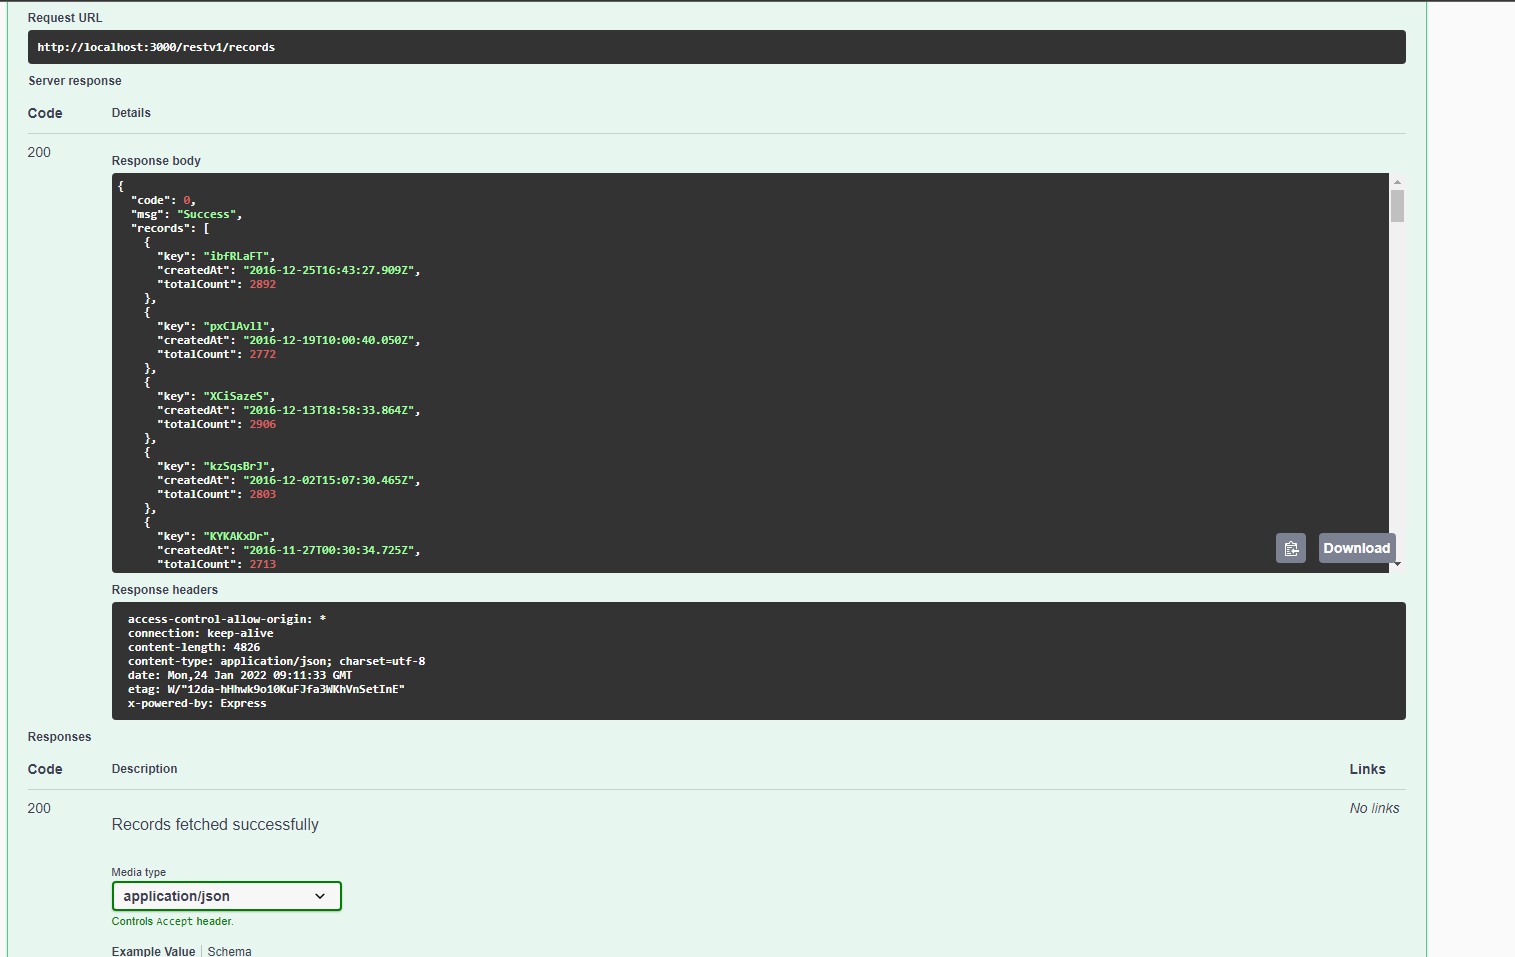 Request URL
http://localhost:3000/restv1/records
Server response
Code Details
200
Response body
{
"code": 0,
"msg": "Success",
"records": [
{
"key": "ibfRLaFT",
"createdAt": "2016-12-25T16:43:27.909Z",
"totalCount": 2892
},
{
"key": "pxClAvll",
"createdAt": "2016-12-19T10:00:40.050Z",
"totalCount": 2772
},
{
"key": "XCiSazeS",
"createdAt": "2016-12-13T18:58:33.864Z",
"totalCount": 2906
},
{
"key": "kzSqsBrJ",
"createdAt": "2016-12-02T15:07:30.465Z",
"totalCount": 2803
},
{
"key": "KYKAKxDr",
"createdAt": "2016-11-27T00:30:34.725Z",
"totalCount": 2713
Download
Response headers
access-control-allow-origin: *
connection: keep-alive
content-length: 4826
content-type: application/json; charset=utf-8
date: Mon,24 Jan 2022 09:11:33 GMT
etag: W/"12da-hHhwk9o10KuFJfa3WKhVnSetInE"
x-powered-by: Express
Responses
Code Description Links
200 No links
Records fetched successfully
Media type
application/json
Controls Accept header.
Example Value Schema